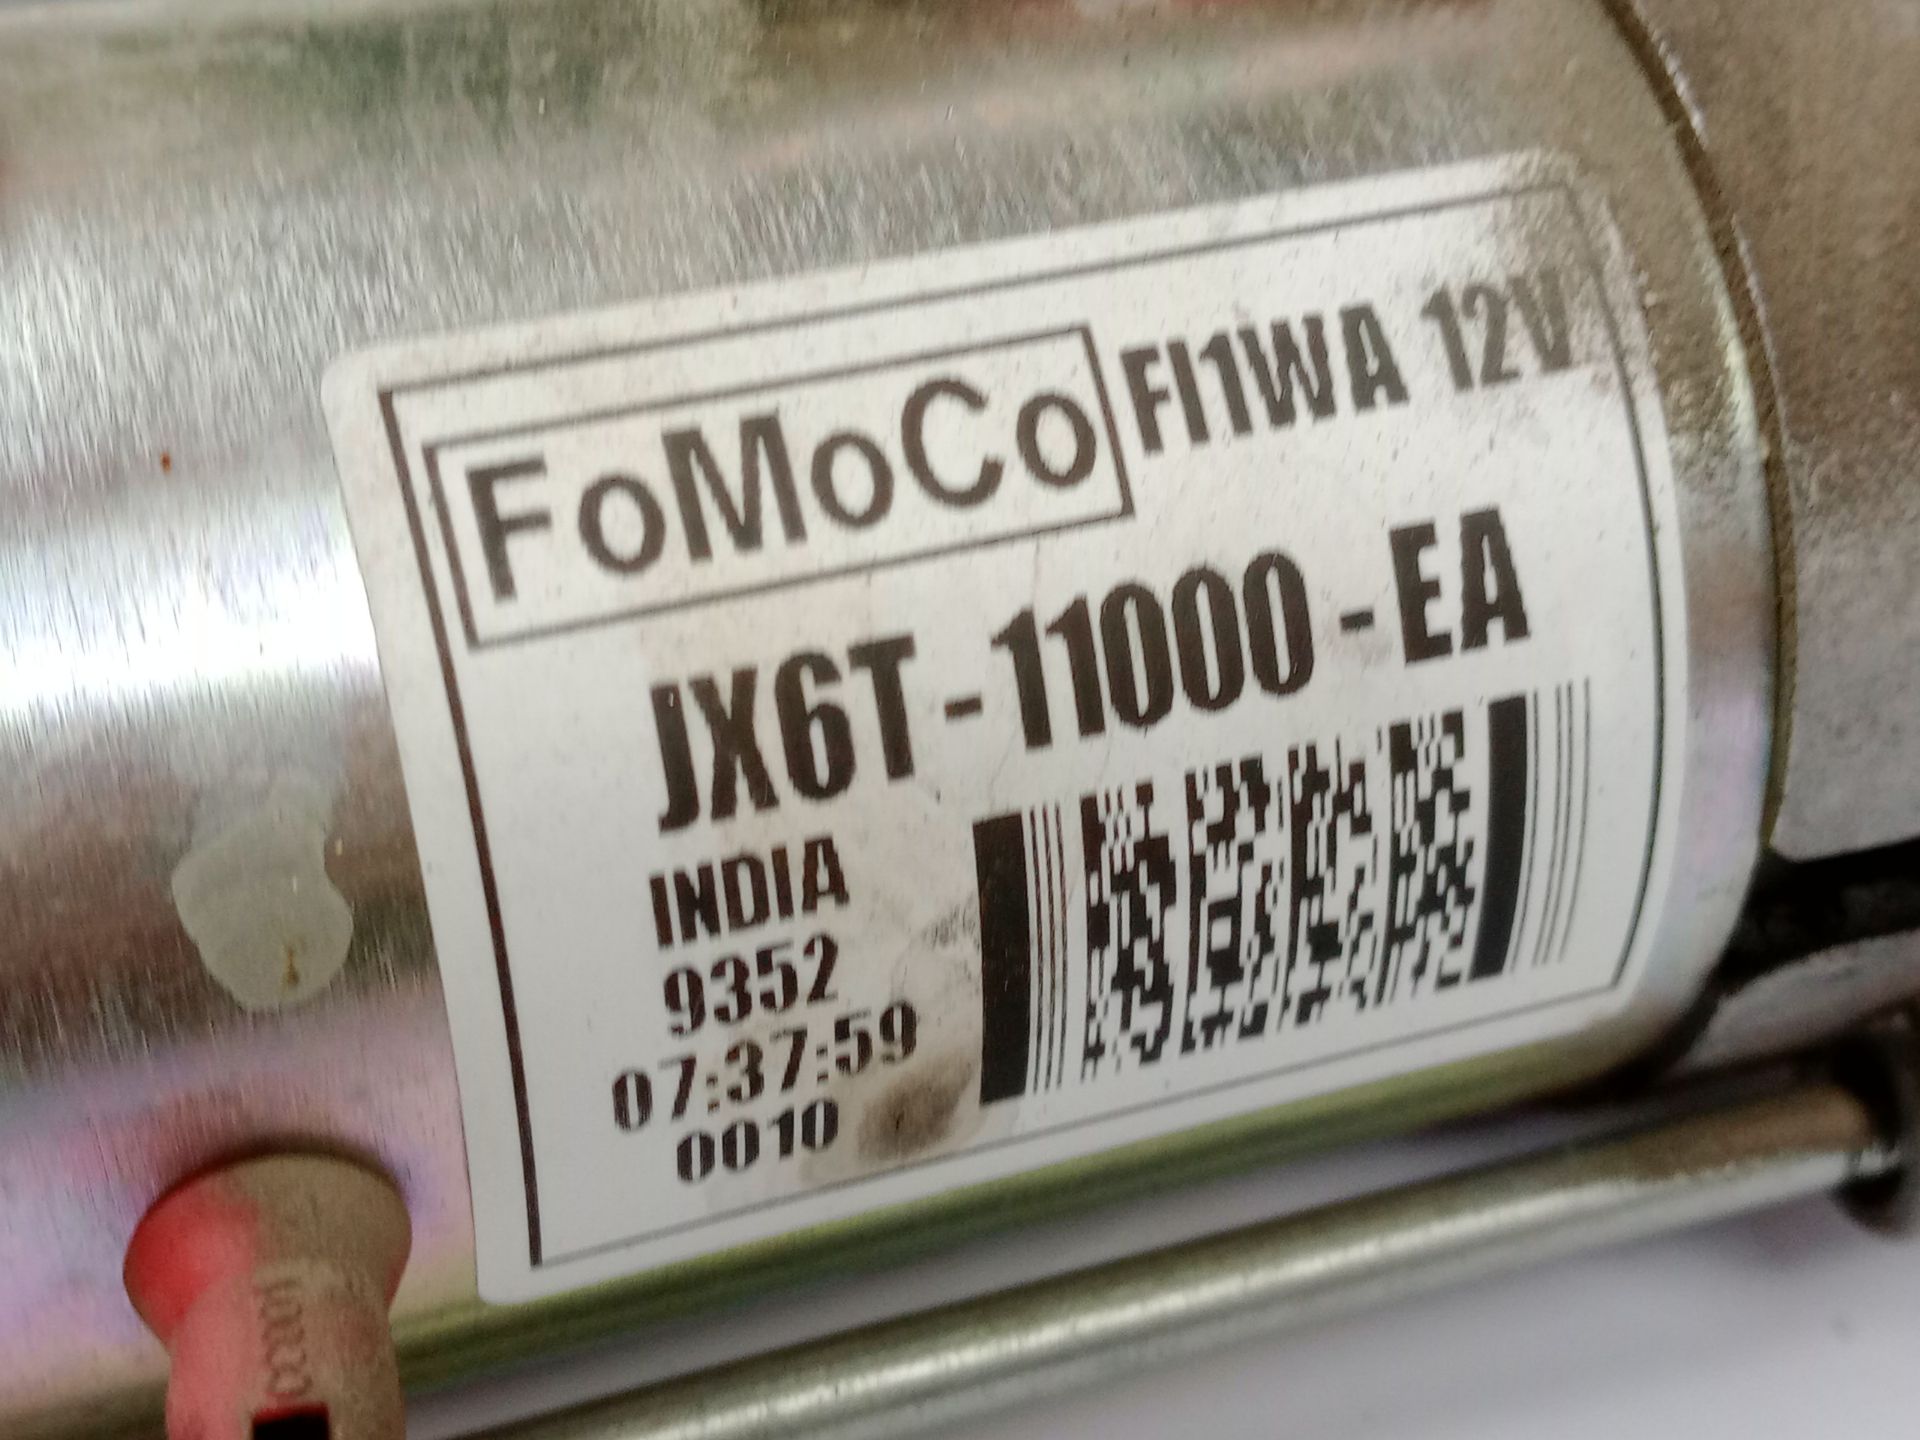 FoMoCo FI1WA 12V
JX6T-11000-EA
INDIA
9352
07:37:59
0010